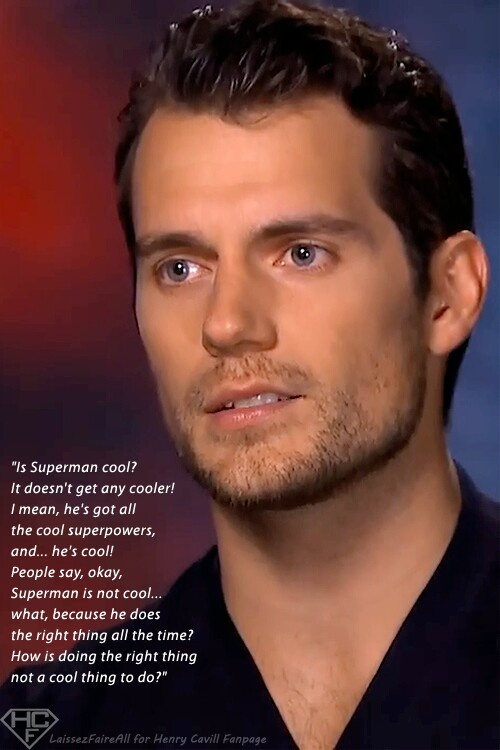 "Is Superman cool?
It doesn't get any cooler!
I mean, he's got all
the cool superpowers,
and... he's cool!
People say, okay,
Superman is not cool...
what, because he does
the right thing all the time?
How is doing the right thing
not a cool thing to do?"
HCF
LaissezFaireAll for Henry Cavill Fanpage